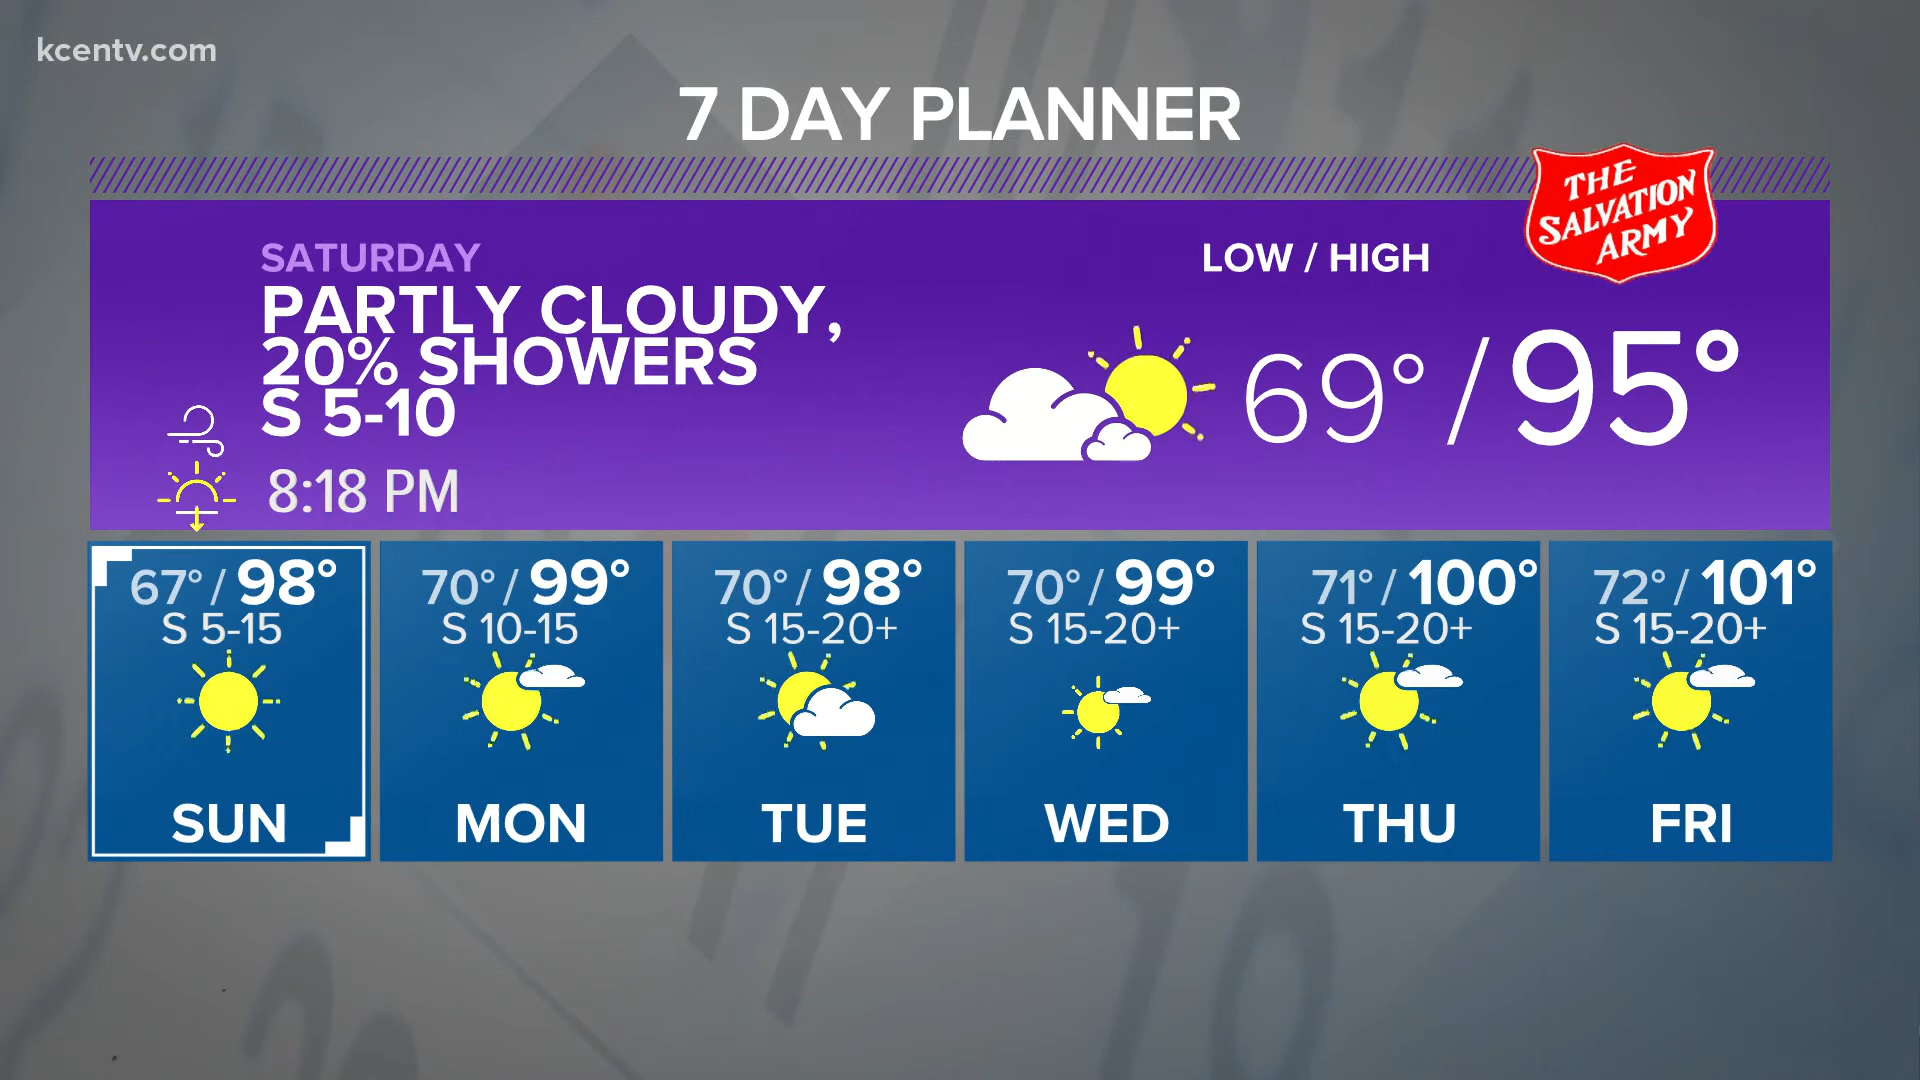 kcentv.com
7 DAY PLANNER
THE
SALVATION
ARMY
SATURDAY
PARTLY CLOUDY,
20% SHOWERS
S 5-10
8:18 PM
LOW / HIGH
69° / 95°
67° / 98°
S 5-15
SUN
70° / 99°
S 10-15
MON
70° / 98°
S 15-20+
TUE
70° / 99°
S 15-20+
WED
71° / 100°
S 15-20+
THU
72° / 101°
S 15-20+
FRI